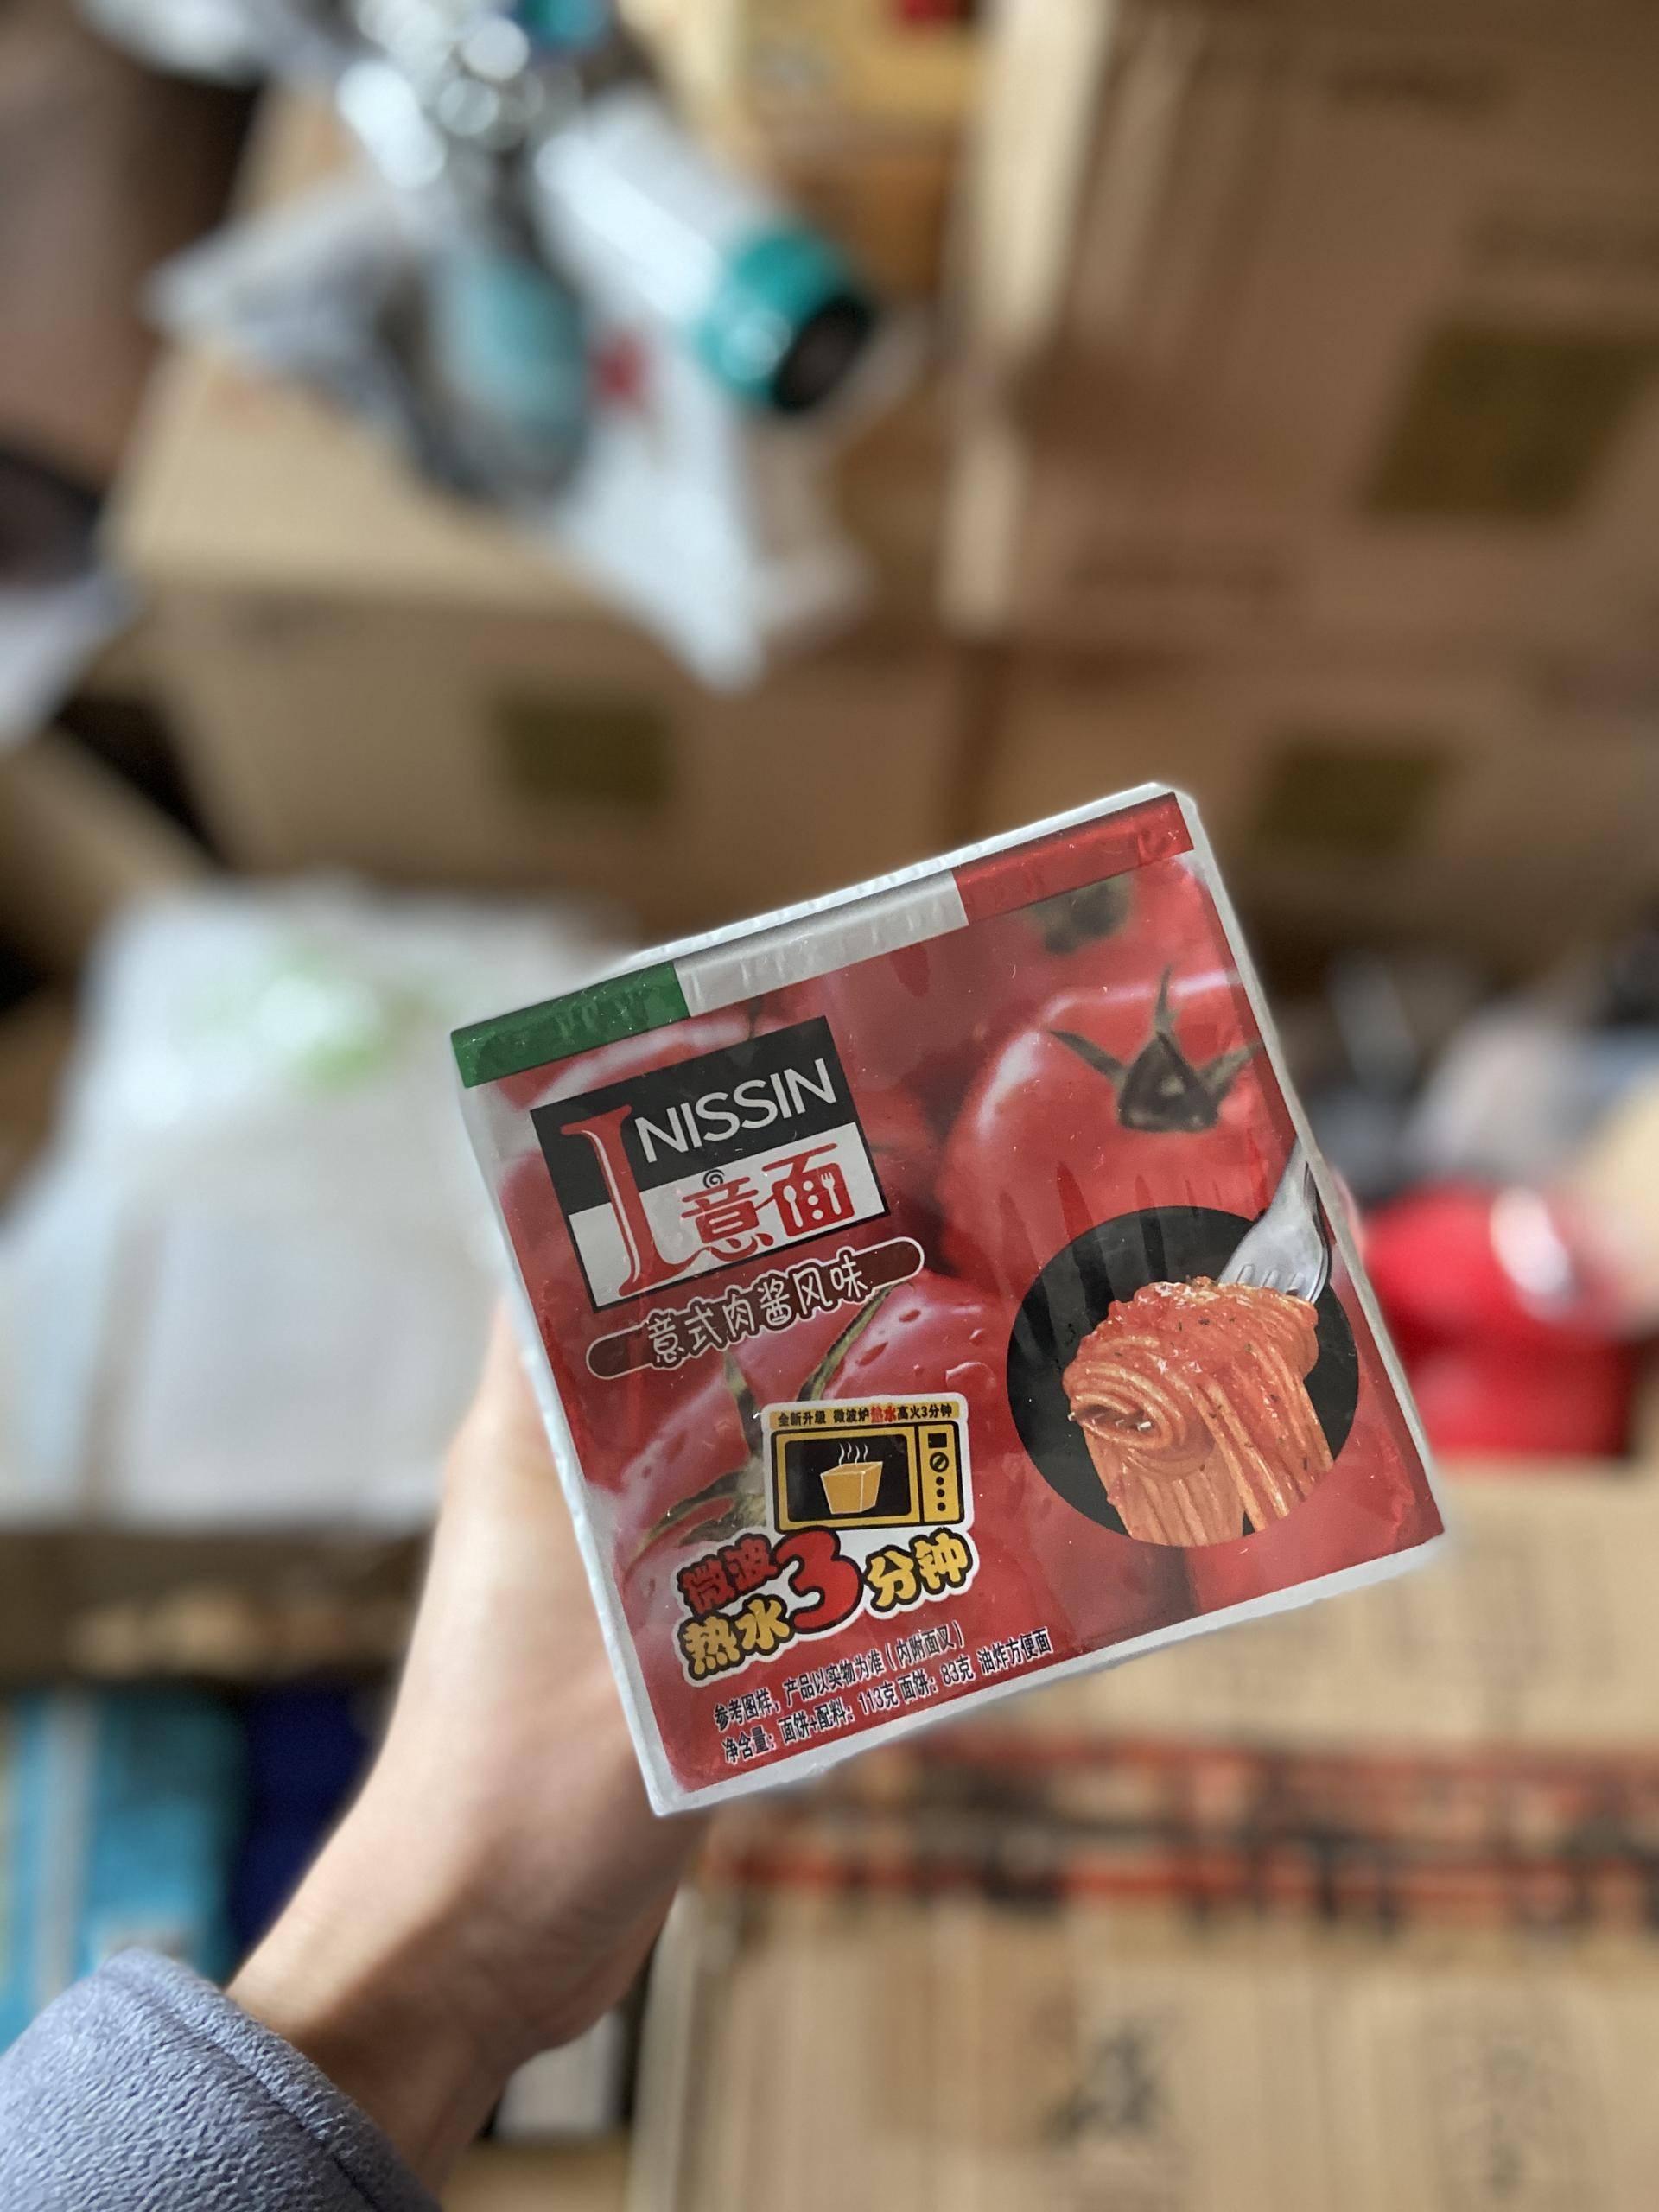 NISSIN
I意面
意式肉酱风味
全新升级 微波炉热水高火3分钟
微波
热水3分钟
参考图样，产品以实物为准（内附面叉）
净含量：面饼+配料：113克 面饼：83克 油炸方便面